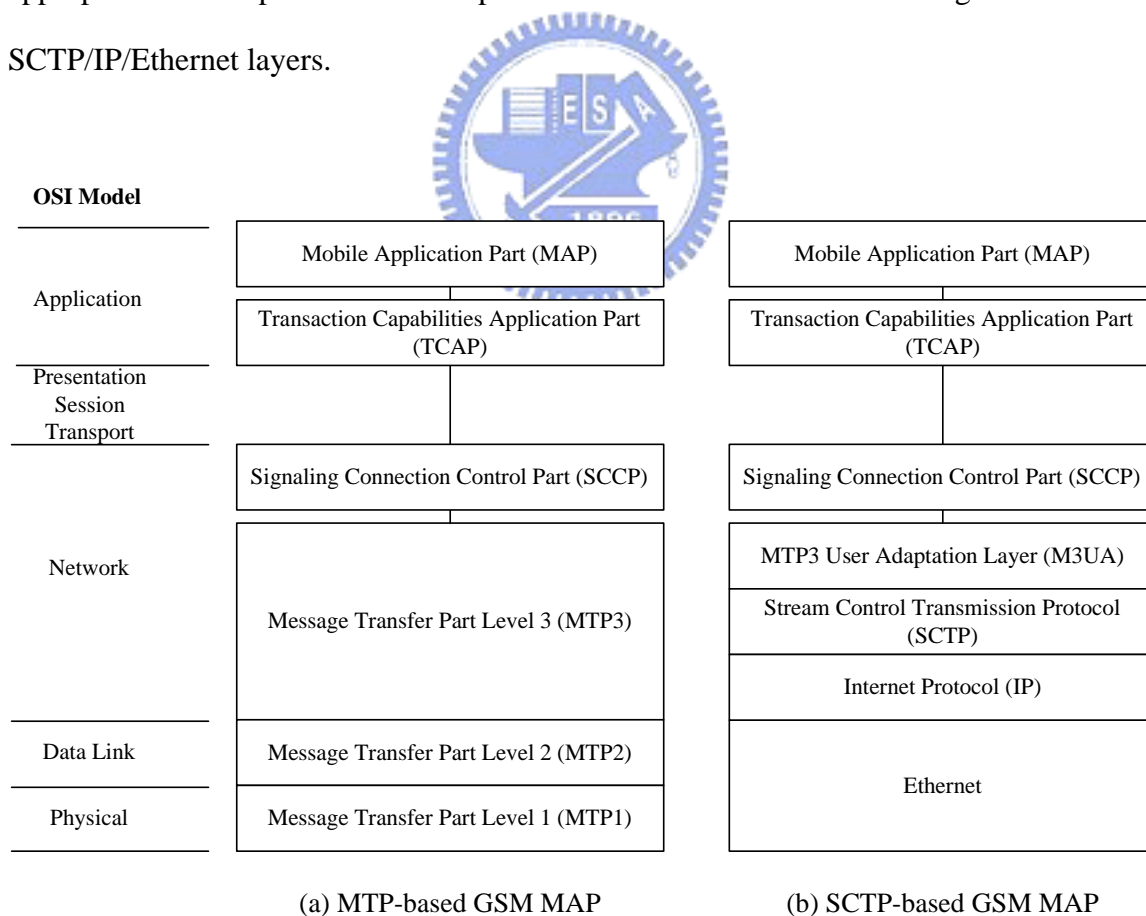 SCTP/IP/Ethernet layers.
E S A
1896
OSI Model
Application
Presentation
Session
Transport
Network
Data Link
Physical
Mobile Application Part (MAP)
Transaction Capabilities Application Part
(TCAP)
Signaling Connection Control Part (SCCP)
Message Transfer Part Level 3 (MTP3)
Message Transfer Part Level 2 (MTP2)
Message Transfer Part Level 1 (MTP1)
(a) MTP-based GSM MAP
Mobile Application Part (MAP)
Transaction Capabilities Application Part
(TCAP)
Signaling Connection Control Part (SCCP)
MTP3 User Adaptation Layer (M3UA)
Stream Control Transmission Protocol
(SCTP)
Internet Protocol (IP)
Ethernet
(b) SCTP-based GSM MAP